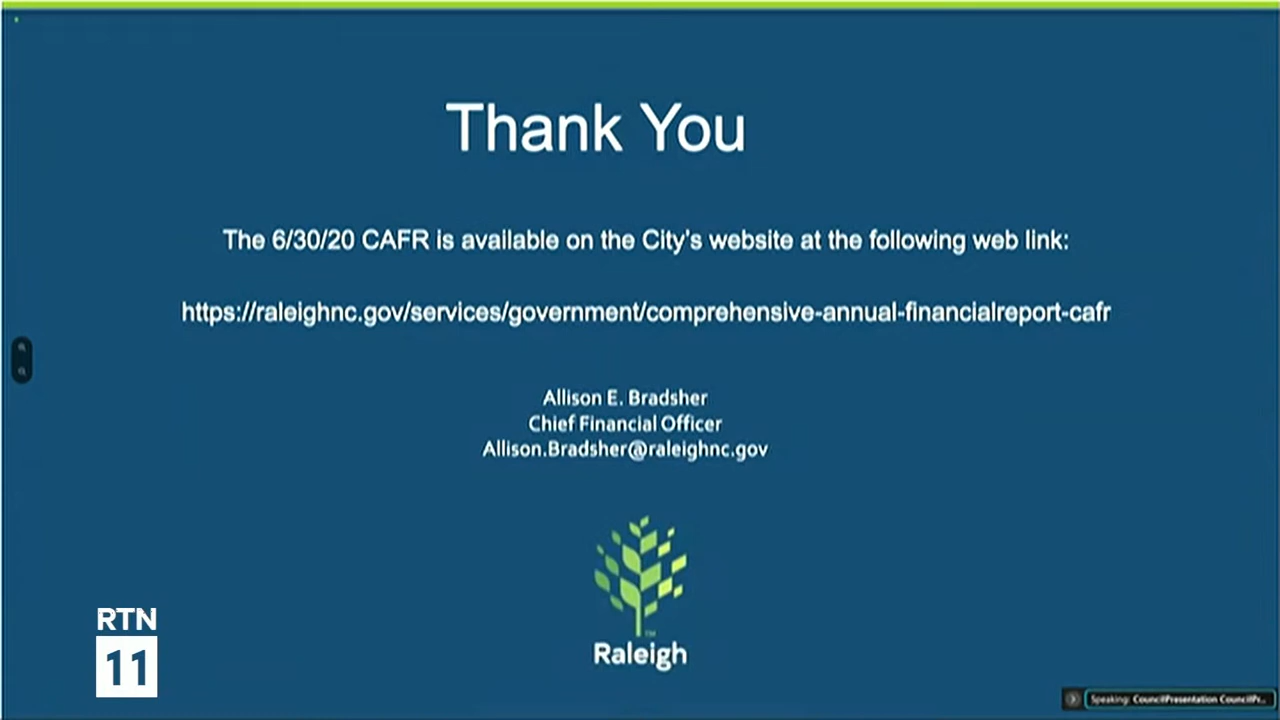 Thank You
The 6/30/20 CAFR is available on the City's website at the following web link:
https://raleighnc.gov/services/government/comprehensive-annual-financialreport-cafr
Allison E. Bradsher
Chief Financial Officer
Allison.Bradsher@raleighnc.gov
TM
Raleigh
RTN
11
Speaking: CouncilPresentation CouncilPr...